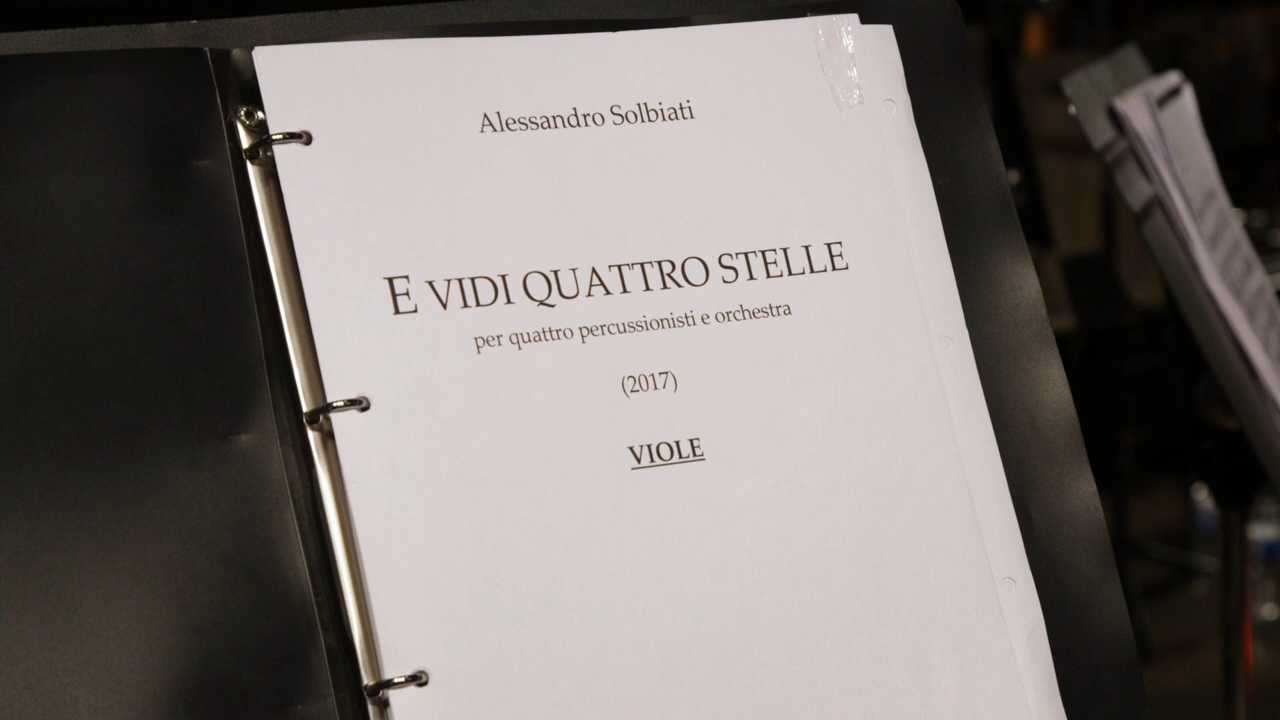 Alessandro Solbiati
E VIDI QUATTRO STELLE
per quattro percussionisti e orchestra
(2017)
VIOLE